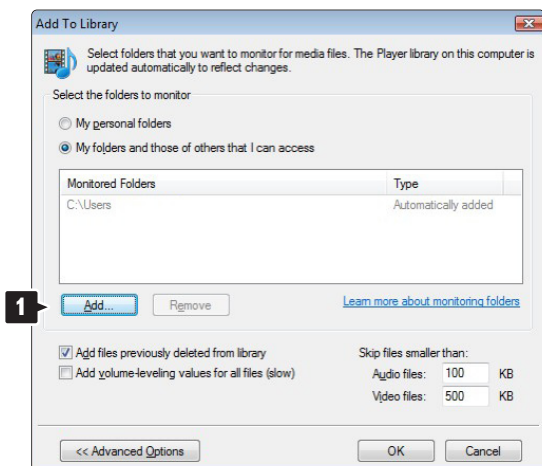 Add To Library
Select folders that you want to monitor for media files. The Player library on this computer is
updated automatically to reflect changes.
Select the folders to monitor
My personal folders
My folders and those of others that I can access
Monitored Folders Type
C:\Users Automatically added
1
Add... Remove Learn more about monitoring folders
Add files previously deleted from library Skip files smaller than:
Add volume-leveling values for all files (slow) Audio files: 100 KB
Video files: 500 KB
<< Advanced Options OK Cancel